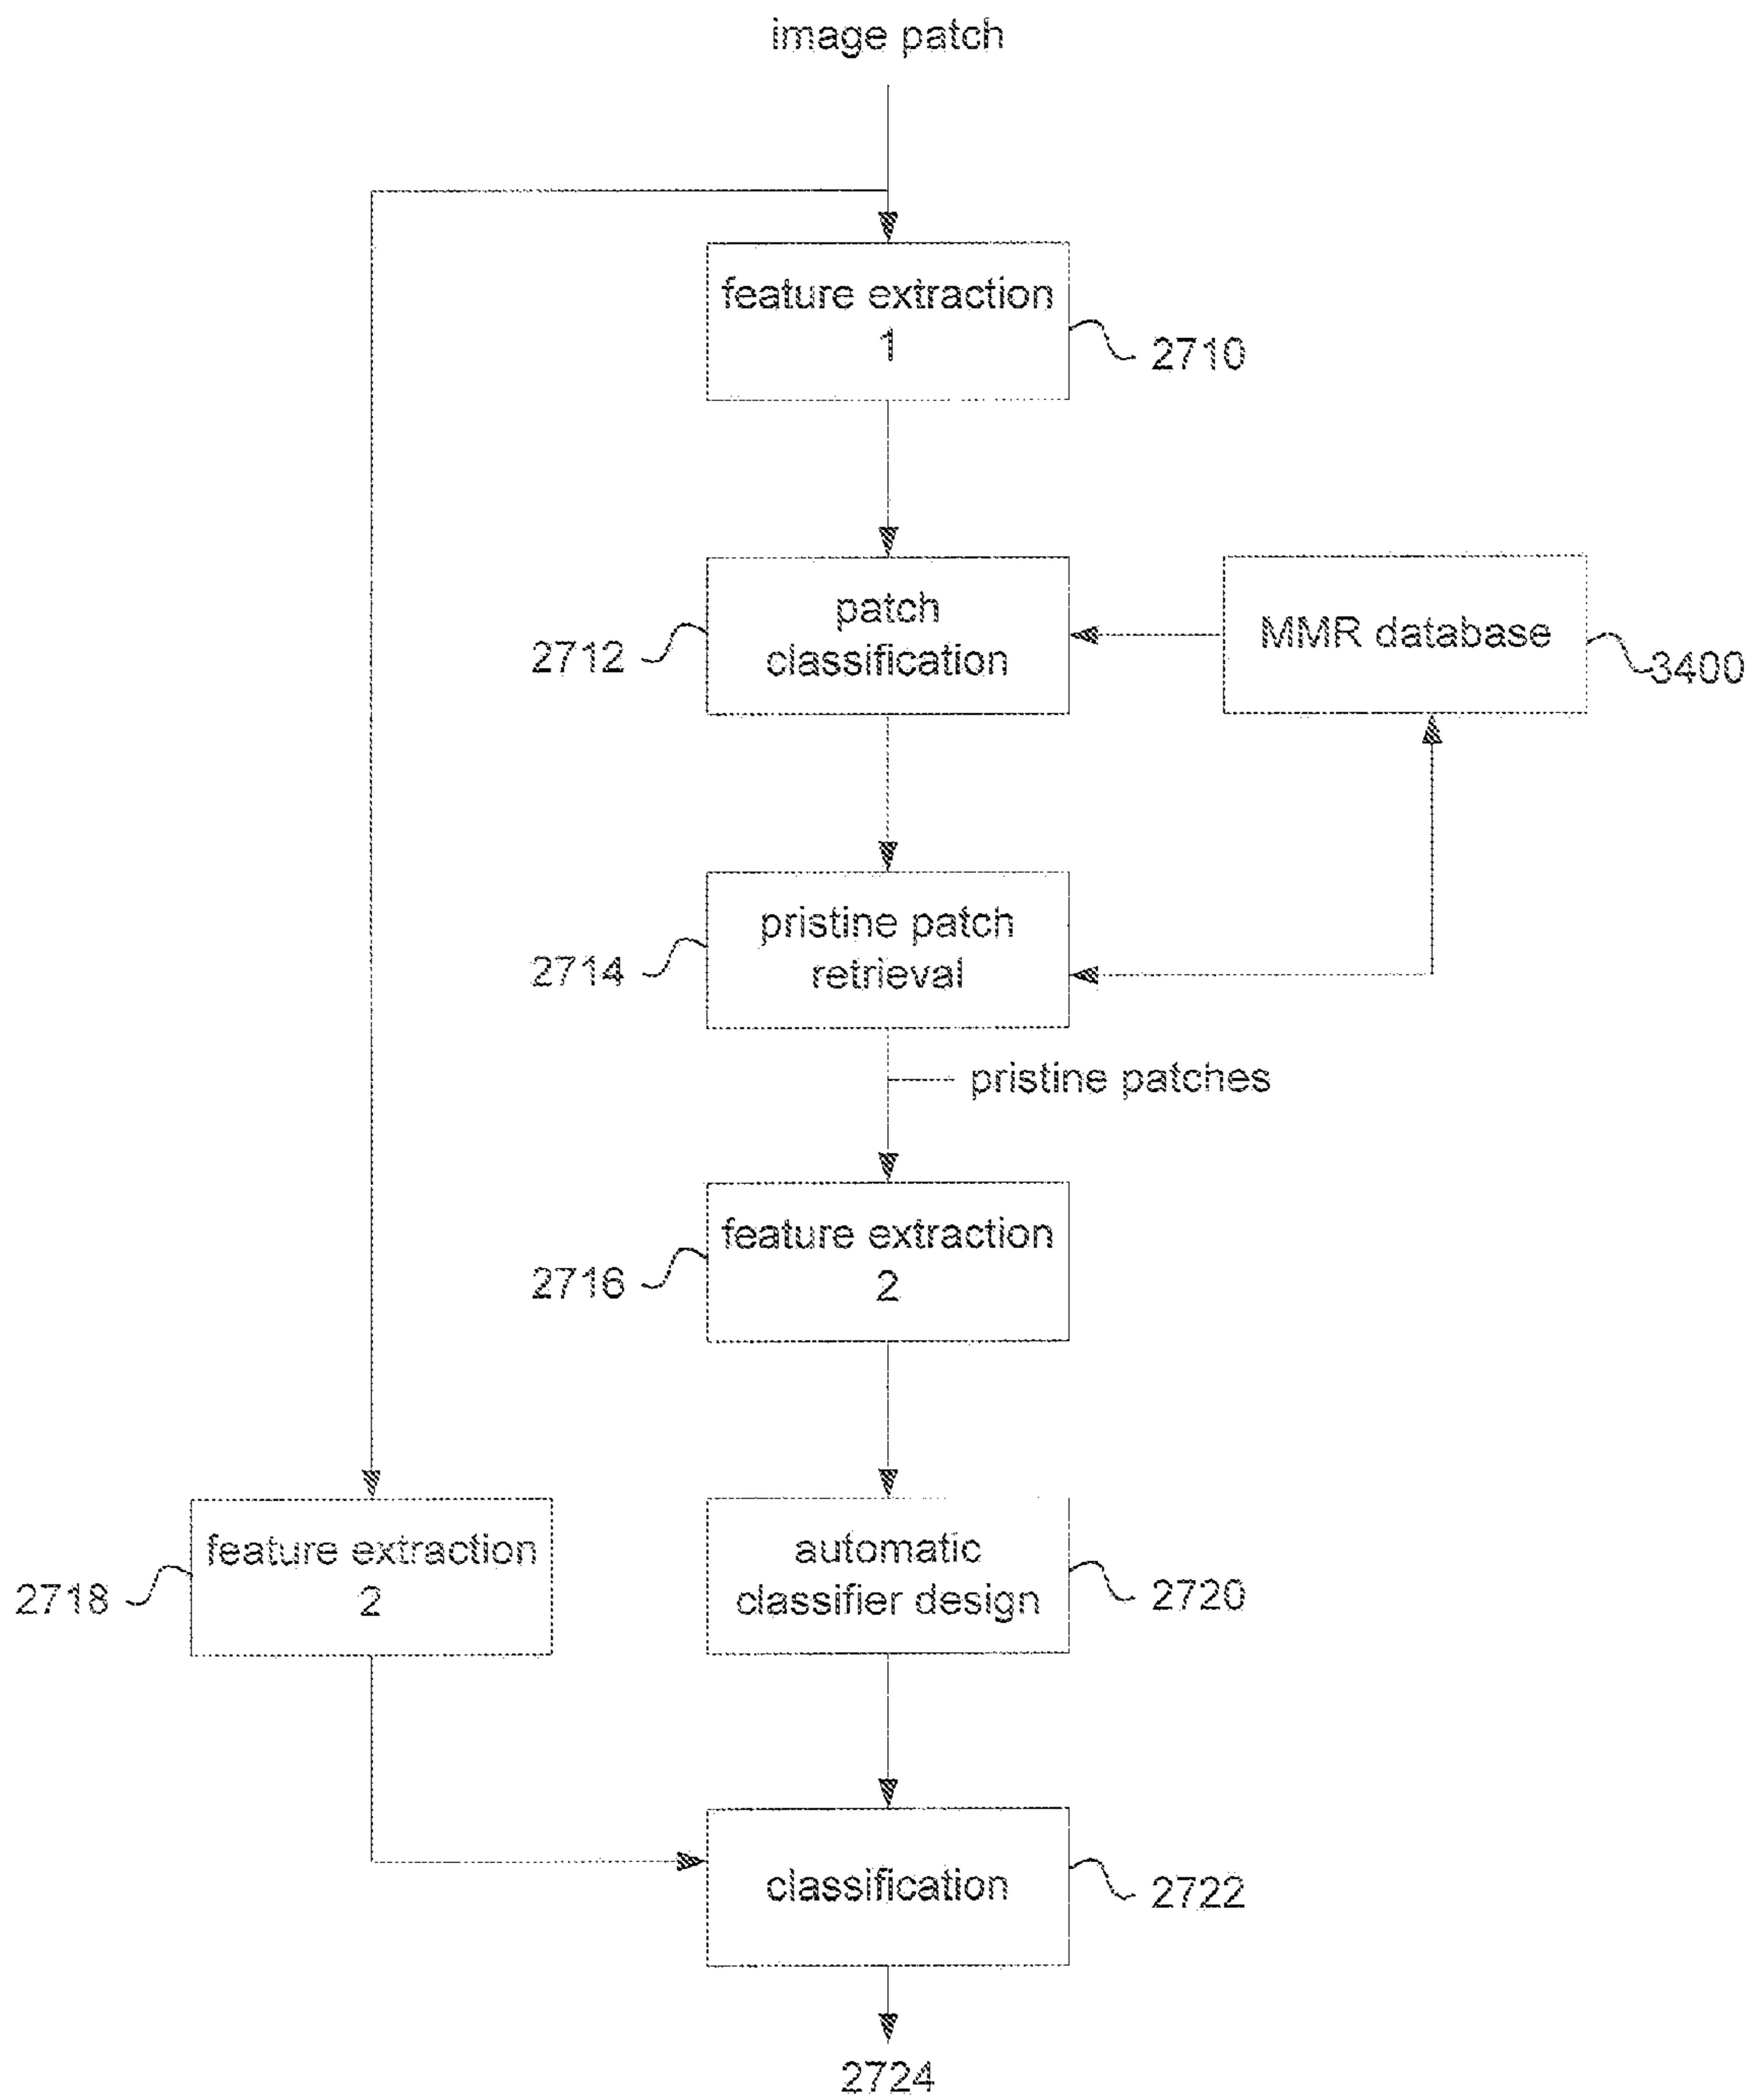 image patch
feature extraction
1
2710
patch
classification
2712
MMR database
3400
pristine patch
retrieval
2714
pristine patches
feature extraction
2
2716
feature extraction
2
2718
automatic
classifier design
2720
classification
2722
2724